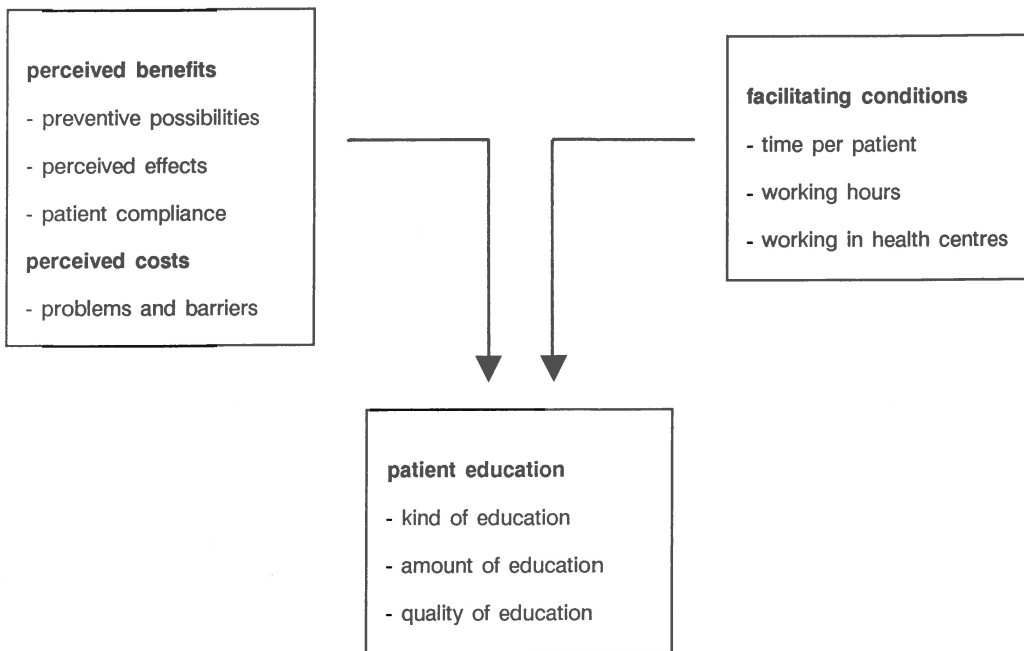 perceived benefits
- preventive possibilities
- perceived effects
- patient compliance
perceived costs
- problems and barriers
facilitating conditions
- time per patient
- working hours
- working in health centres
patient education
- kind of education
- amount of education
- quality of education